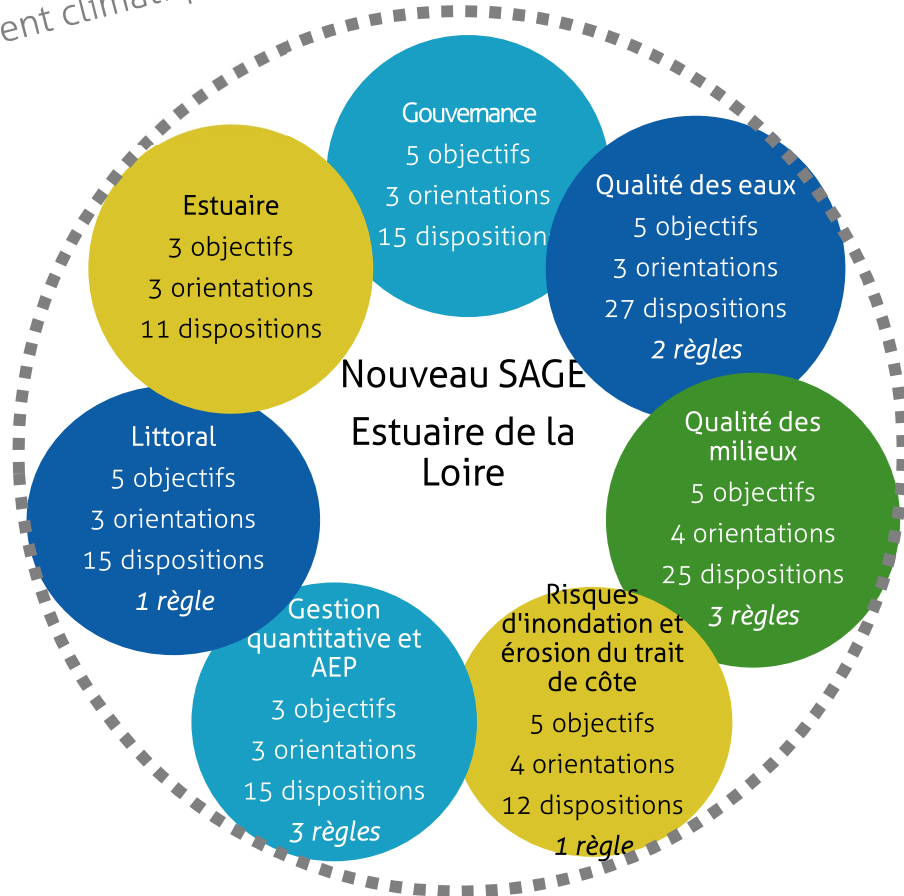 ent climatiq
Gouvernance
5 objectifs
3 orientations
15 disposition
Qualité des eaux
5 objectifs
3 orientations
27 dispositions
2 règles
Qualité des
milieux
5 objectifs
4 orientations
25 dispositions
3 règles
Risques
d'inondation et
érosion du trait
de côte
5 objectifs
4 orientations
12 dispositions
1 règle
Gestion
quantitative et
AEP
3 objectifs
3 orientations
15 dispositions
3 règles
Littoral
5 objectifs
3 orientations
15 dispositions
1 règle
Estuaire
3 objectifs
3 orientations
11 dispositions
Nouveau SAGE
Estuaire de la
Loire